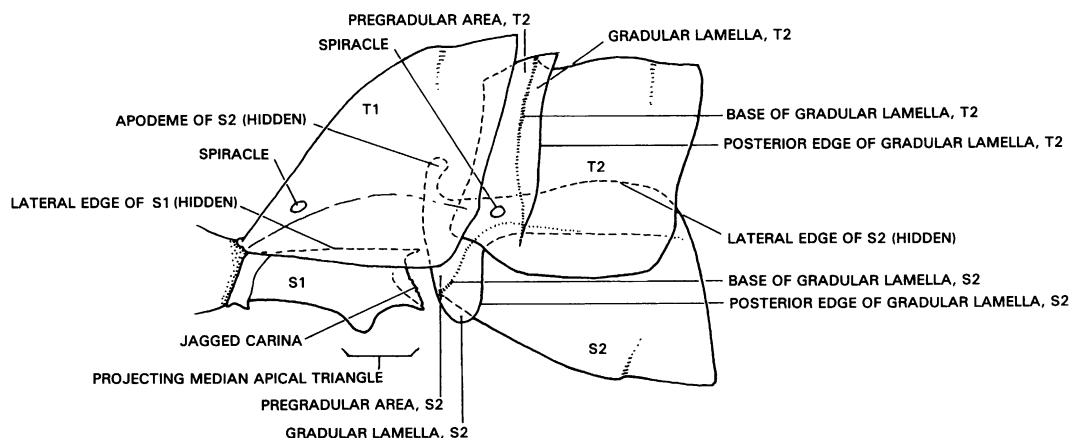 PREGRADULAR AREA, T2
GRADULAR LAMELLA, T2
SPIRACLE
T1
APODEME OF S2 (HIDDEN)
BASE OF GRADULAR LAMELLA, T2
POSTERIOR EDGE OF GRADULAR LAMELLA, T2
SPIRACLE
T2
LATERAL EDGE OF S1 (HIDDEN)
LATERAL EDGE OF S2 (HIDDEN)
S1
BASE OF GRADULAR LAMELLA, S2
POSTERIOR EDGE OF GRADULAR LAMELLA, S2
JAGGED CARINA
S2
PROJECTING MEDIAN APICAL TRIANGLE
PREGRADULAR AREA, S2
GRADULAR LAMELLA, S2